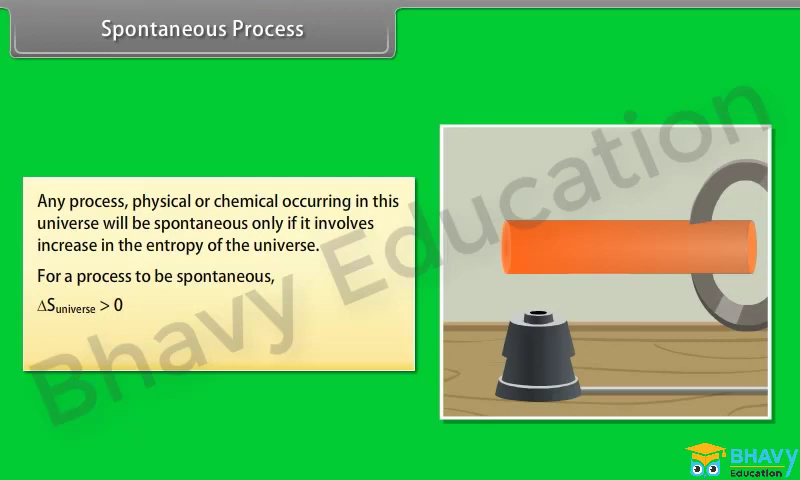 Spontaneous Process
Any process, physical or chemical occurring in this
universe will be spontaneous only if it involves
increase in the entropy of the universe.
For a process to be spontaneous,
ΔSuniverse > 0
Bhavy Education
BHAVY
Education